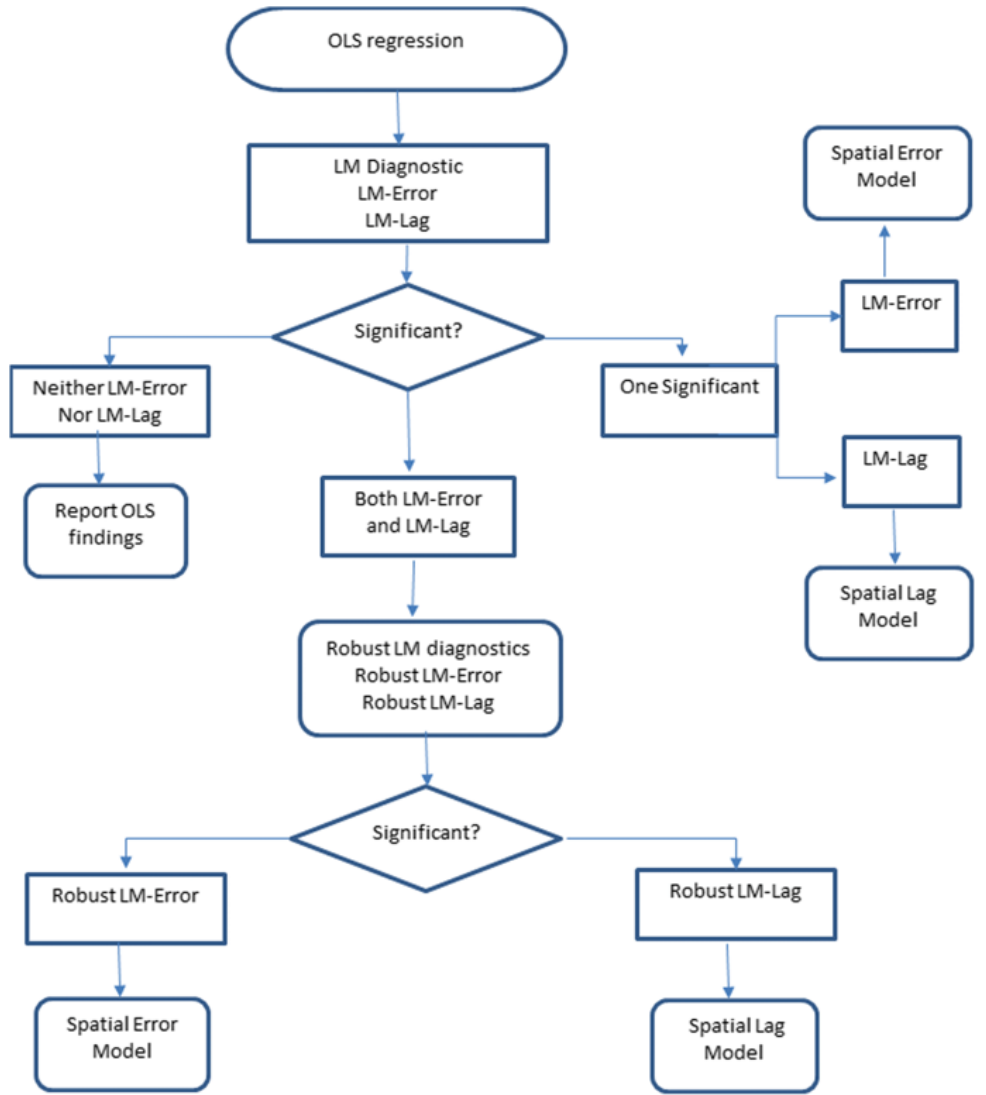 OLS regression
LM Diagnostic
LM-Error
LM-Lag
Significant?
Neither LM-Error
Nor LM-Lag
Report OLS
findings
Both LM-Error
and LM-Lag
One Significant
LM-Error
Spatial Error
Model
LM-Lag
Spatial Lag
Model
Robust LM diagnostics
Robust LM-Error
Robust LM-Lag
Significant?
Robust LM-Error
Spatial Error
Model
Robust LM-Lag
Spatial Lag
Model